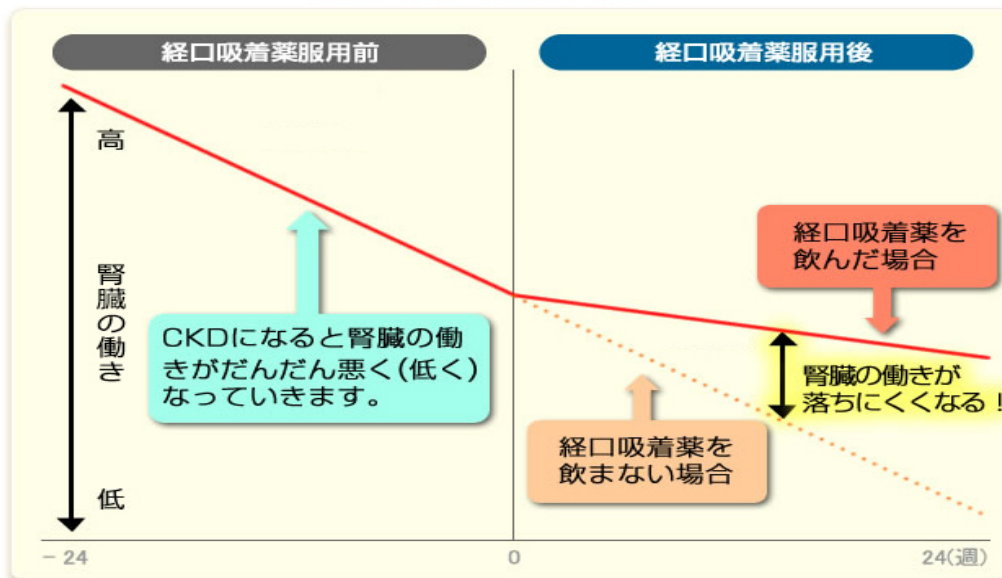 経口吸着薬服用前
経口吸着薬服用後
高
腎臓の働き
低
CKDになると腎臓の働
きがだんだん悪く(低く)
なっていきます。
経口吸着薬を
飲んだ場合
腎臓の働きが
落ちにくくなる！
経口吸着薬を
飲まない場合
－24
0
24(週)